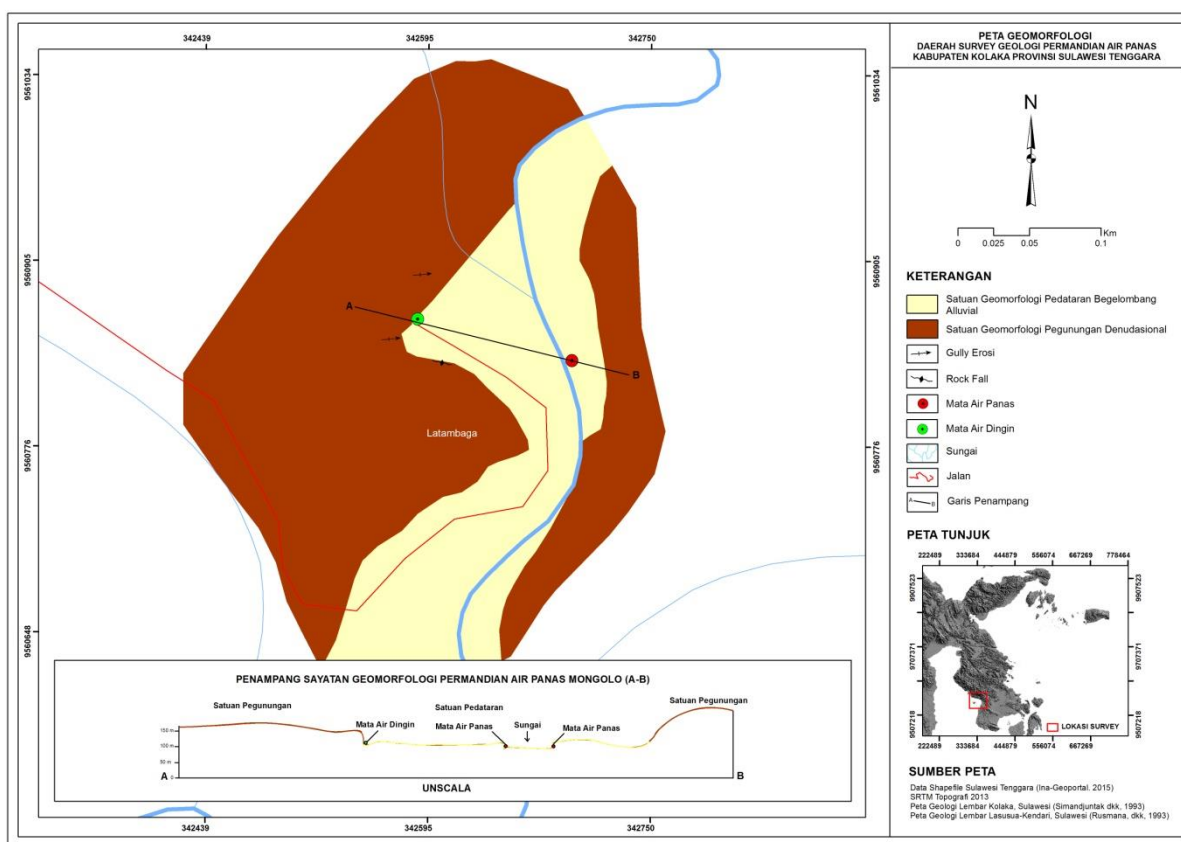 342439 342595 342750
9561034 9561034
9560905 9560905
A
B
9560776 9560776
Latambaga
9560648 9560648
PENAMPANG SAYATAN GEOMORFOLOGI PERMANDIAN AIR PANAS MONGOLO (A-B)
Satuan Pegunungan Satuan Pedataran Satuan Pegunungan
Mata Air Dingin Mata Air Panas Sungai Mata Air Panas
150 m
100 m
50 m
0
A B
UNSCALA
342439 342595 342750
PETA GEOMORFOLOGI
DAERAH SURVEY GEOLOGI PERMANDIAN AIR PANAS
KABUPATEN KOLAKA PROVINSI SULAWESI TENGGARA
N
Km
0 0.025 0.05 0.1
KETERANGAN
Satuan Geomorfologi Pedataran Begelombang
Alluvial
Satuan Geomorfologi Pegunungan Denudasional
Gully Erosi
Rock Fall
Mata Air Panas
Mata Air Dingin
Sungai
Jalan
A B Garis Penampang
PETA TUNJUK
222489 333684 444879 556074 667269 778464
9907523 9907523
9707371 9707371
9507218 9507218
LOKASI SURVEY
222489 333684 444879 556074 667269
SUMBER PETA
Data Shapefile Sulawesi Tenggara (Ina-Geoportal. 2015)
SRTM Topografi 2013
Peta Geologi Lembar Kolaka, Sulawesi (Simandjuntak dkk, 1993)
Peta Geologi Lembar Lasusua-Kendari, Sulawesi (Rusmana, dkk, 1993)